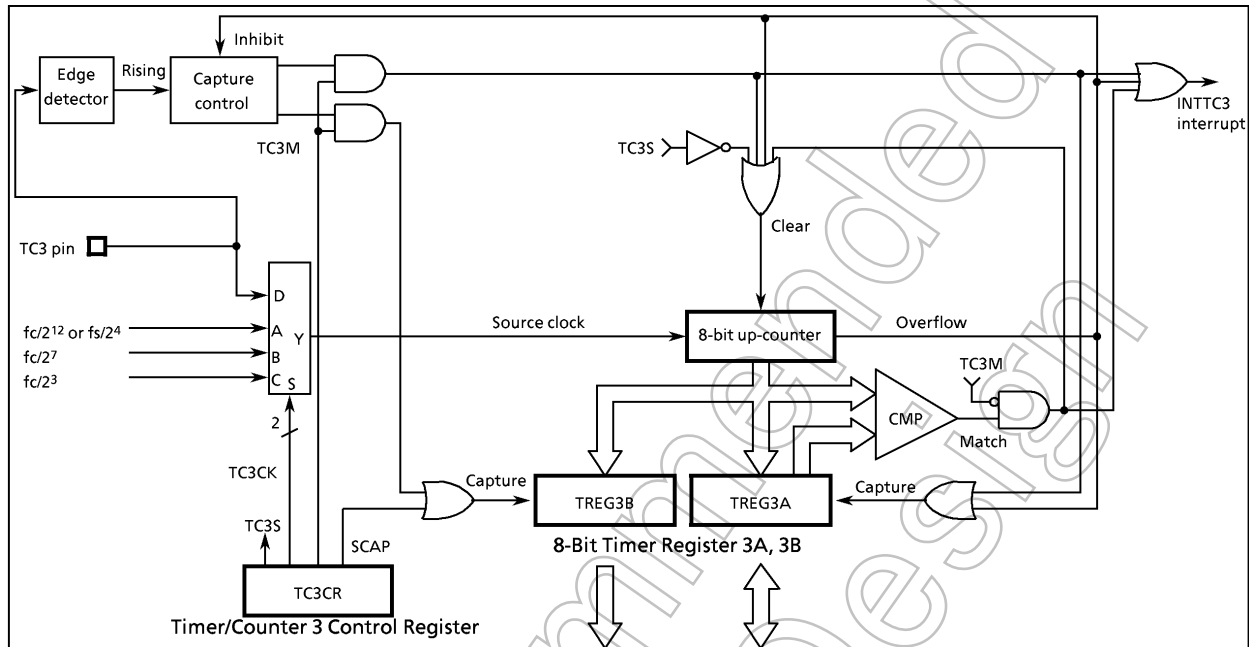 Inhibit
Edge
detector
Rising
Capture
control
TC3M
INTTC3
interrupt
TC3S
Clear
TC3 pin
D
fc/2¹² or fs/2⁴
A
Y
Source clock
8-bit up-counter
Overflow
fc/2⁷
B
fc/2³
C
S
TC3M
CMP
2
Match
TC3CK
Capture
TREG3B
TREG3A
Capture
TC3S
SCAP
8-Bit Timer Register 3A, 3B
TC3CR
Timer/Counter 3 Control Register
mmended
Design